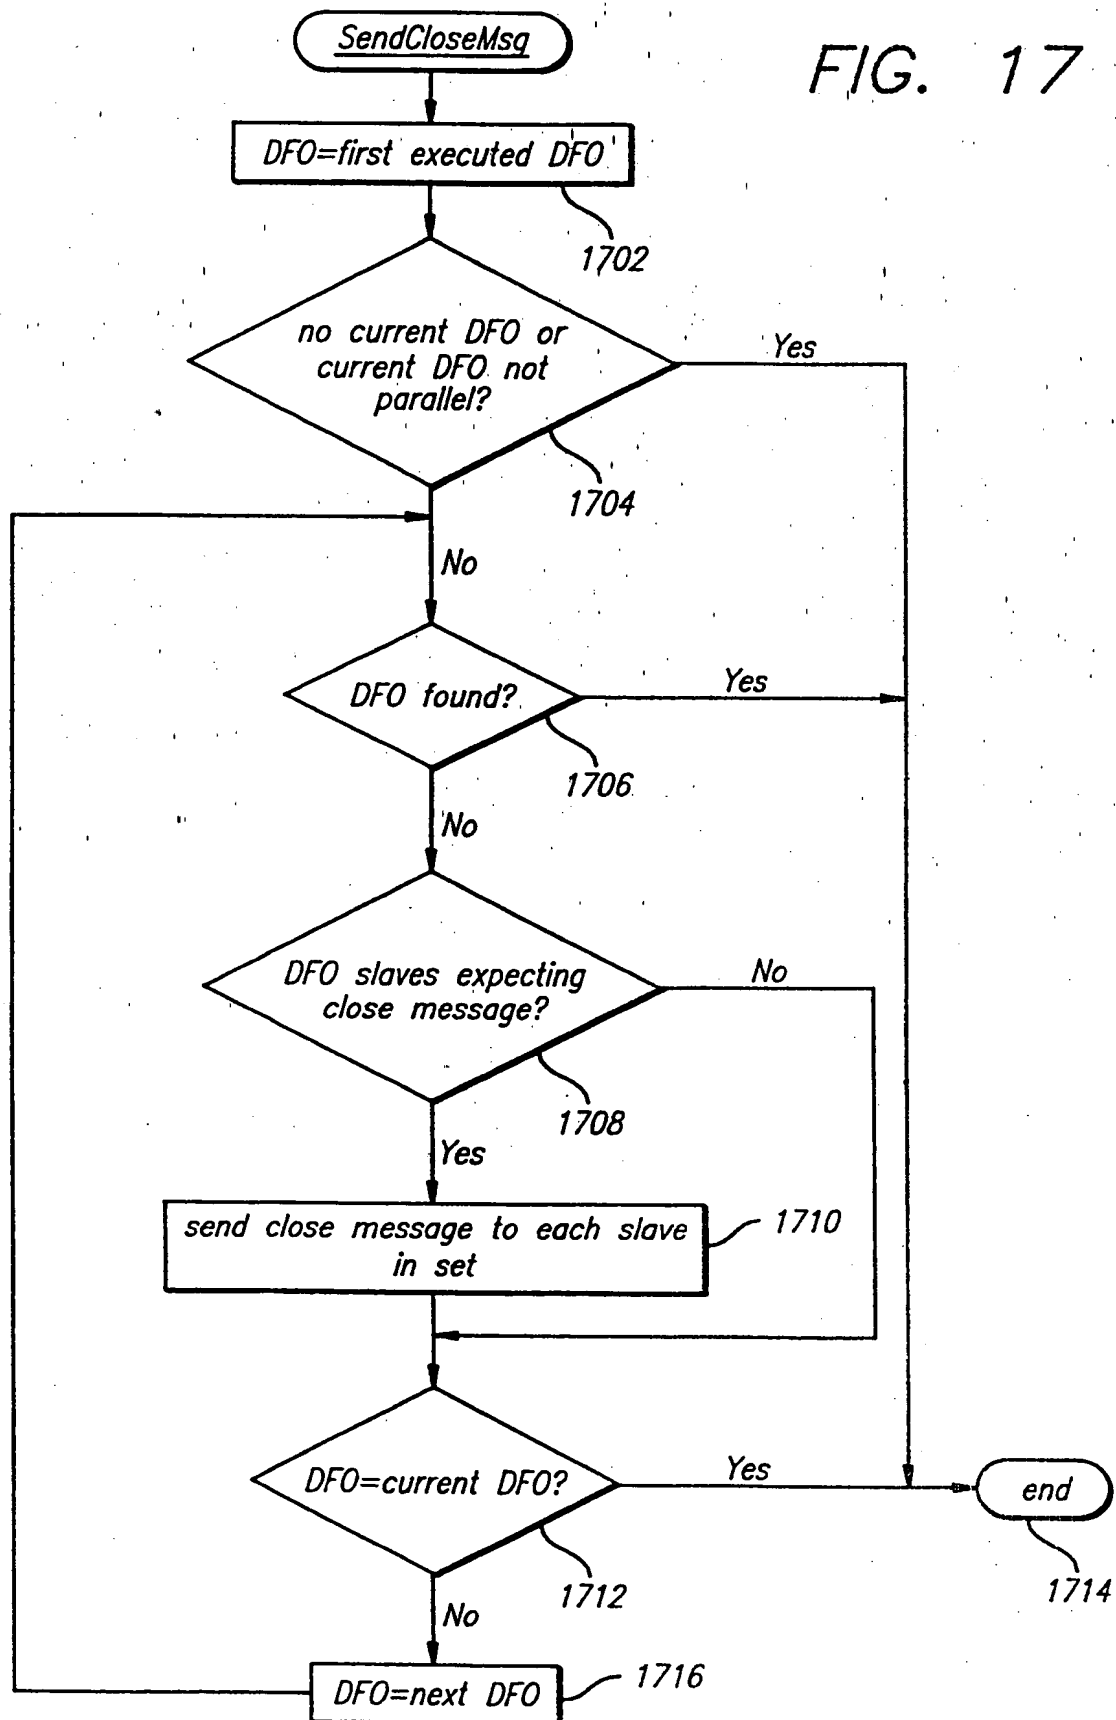 SendCloseMsg
FIG. 17
DFO=first executed DFO
1702
no current DFO or
current DFO not
parallel?
Yes
1704
No
DFO found?
Yes
1706
No
DFO slaves expecting
close message?
No
1708
Yes
send close message to each slave
in set
1710
DFO=current DFO?
Yes
end
1712
1714
No
DFO=next DFO
1716